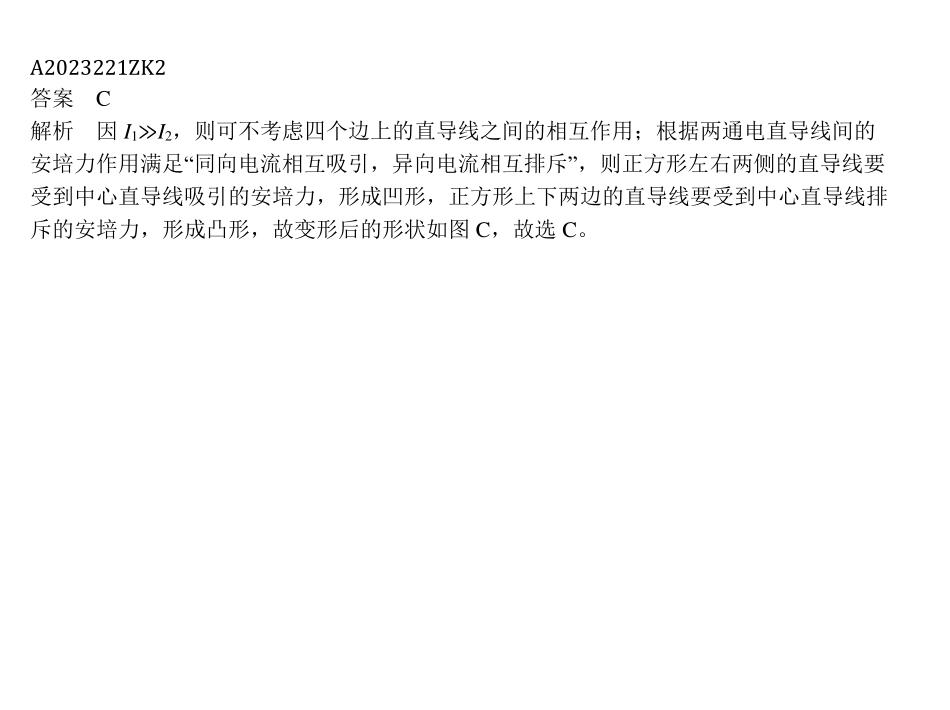 A2023221ZK2
答案　C
解析　因 I₁≫I₂，则可不考虑四个边上的直导线之间的相互作用；根据两通电直导线间的
安培力作用满足“同向电流相互吸引，异向电流相互排斥”，则正方形左右两侧的直导线要
受到中心直导线吸引的安培力，形成凹形，正方形上下两边的直导线要受到中心直导线排
斥的安培力，形成凸形，故变形后的形状如图 C，故选 C。